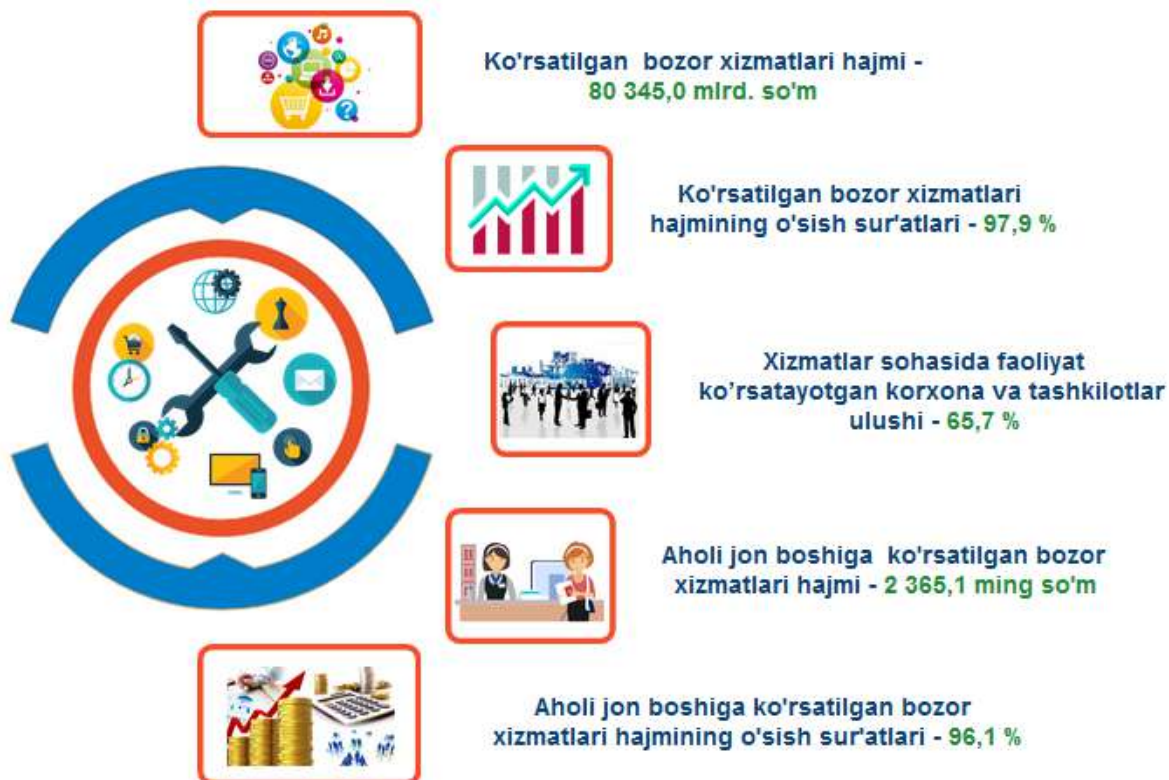 Ko'rsatilgan bozor xizmatlari hajmi -
80 345,0 mlrd. so'm
Ko'rsatilgan bozor xizmatlari
hajmining o'sish sur'atlari - 97,9 %
Xizmatlar sohasida faoliyat
ko’rsatayotgan korxona va tashkilotlar
ulushi - 65,7 %
Aholi jon boshiga ko'rsatilgan bozor
xizmatlari hajmi - 2 365,1 ming so'm
Aholi jon boshiga ko'rsatilgan bozor
xizmatlari hajmining o'sish sur'atlari - 96,1 %